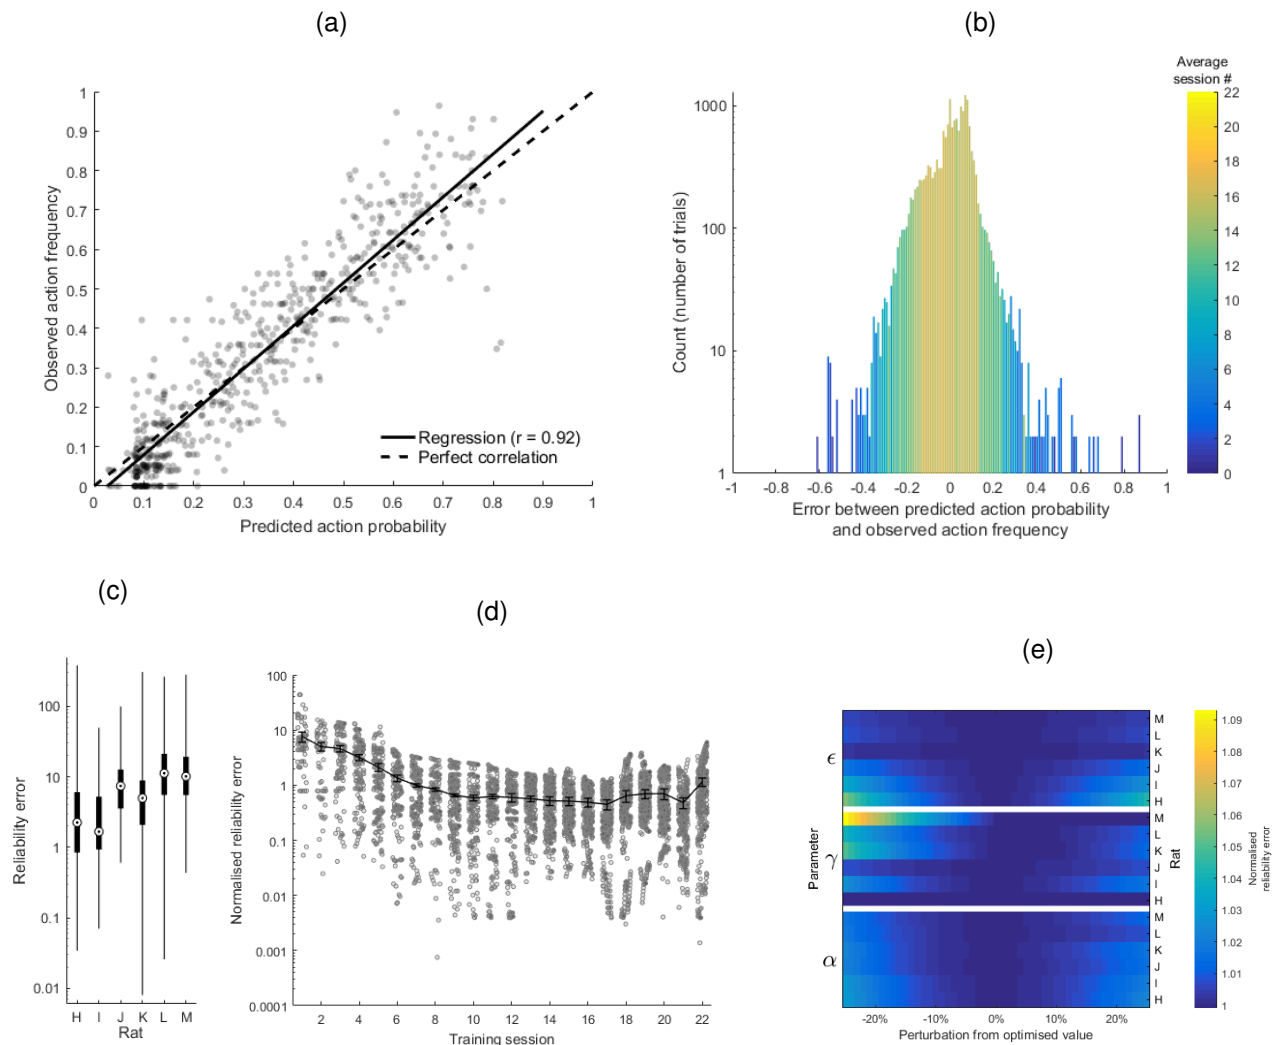 (a)
(b)
Average
session #
1
0.9
0.8
0.7
0.6
0.5
0.4
0.3
0.2
0.1
0
Observed action frequency
Regression (r = 0.92)
Perfect correlation
0 0.1 0.2 0.3 0.4 0.5 0.6 0.7 0.8 0.9 1
Predicted action probability
1000
100
10
1
Count (number of trials)
-1 -0.8 -0.6 -0.4 -0.2 0 0.2 0.4 0.6 0.8 1
Error between predicted action probability
and observed action frequency
22
20
18
16
14
12
10
8
6
4
2
0
(c)
100
10
1
0.1
0.01
Reliability error
H I J K L M
Rat
(d)
100
10
1
0.1
0.01
0.001
0.0001
Normalised reliability error
2 4 6 8 10 12 14 16 18 20 22
Training session
(e)
Parameter
ϵ
γ
α
M
L
K
J
I
H
M
L
K
J
I
H
M
L
K
J
I
H
Rat
-20% -10% 0% 10% 20%
Perturbation from optimised value
1.09
1.08
1.07
1.06
1.05
1.04
1.03
1.02
1.01
1
Normalised
reliability error